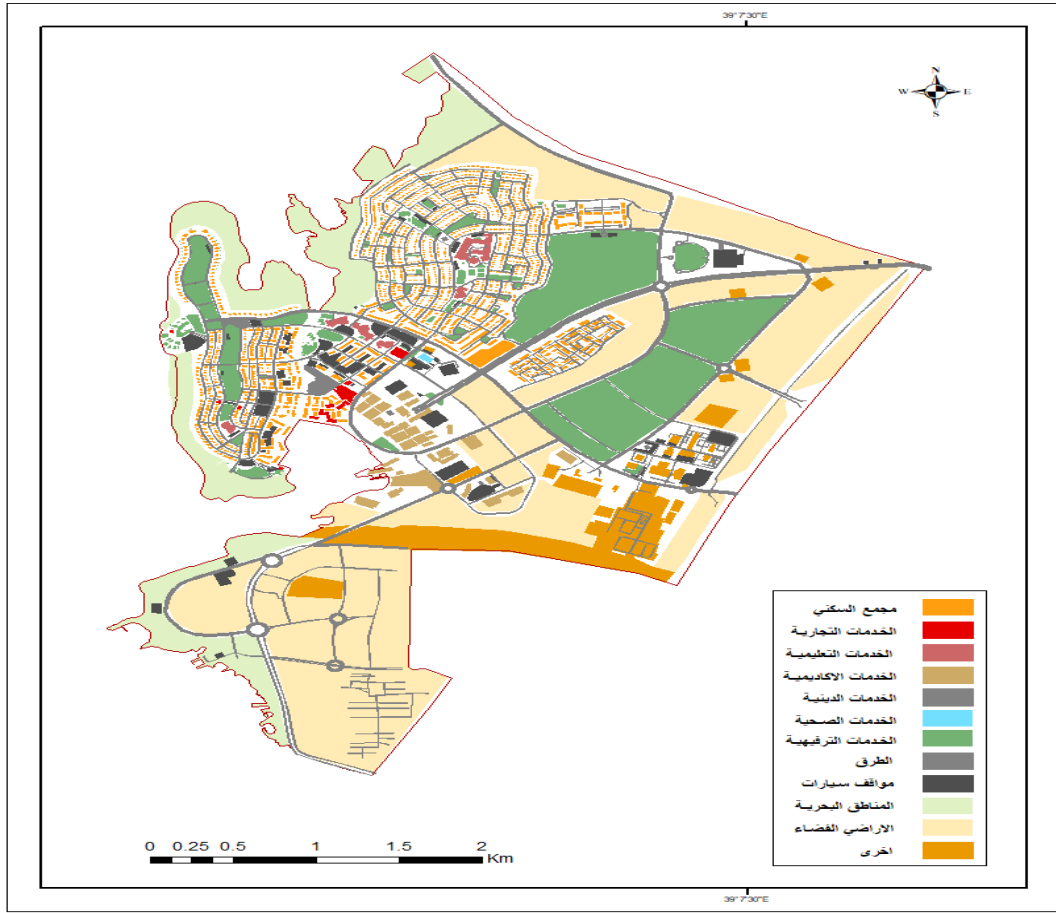 39°7'30"E
N
W E
S
مجمع السكني
الخدمات التجارية
الخدمات التعليمية
الخدمات الاكاديمية
الخدمات الدينية
الخدمات الصحية
الخدمات الترفيهية
الطرق
مواقف سيارات
المناطق البحرية
الاراضي الفضاء
اخرى
0 0.25 0.5 1 1.5 2
Km
39°7'30"E